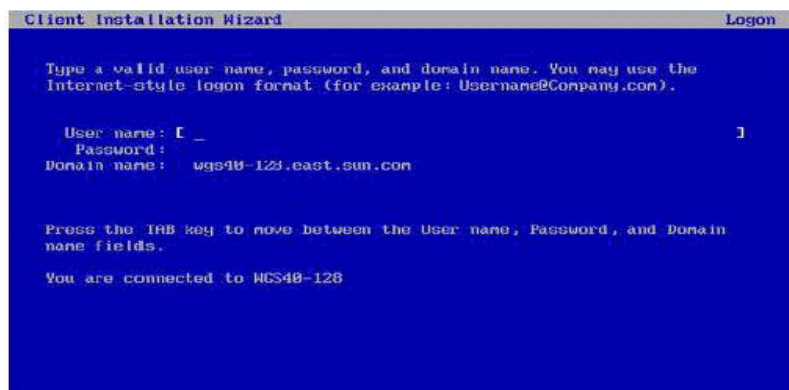 Client Installation Wizard Logon
Type a valid user name, password, and domain name. You may use the
Internet-style logon format (for example: Username@Company.com).
User name: [ _ ]
Password:
Domain name: wgs40-128.east.sun.com
Press the TAB key to move between the User name, Password, and Domain
name fields.
You are connected to WGS40-128